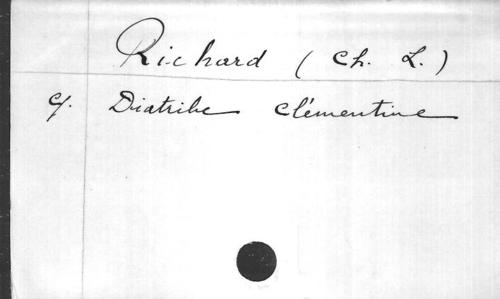 Richard (Ch. L.)
cf. Diatribe clémentine